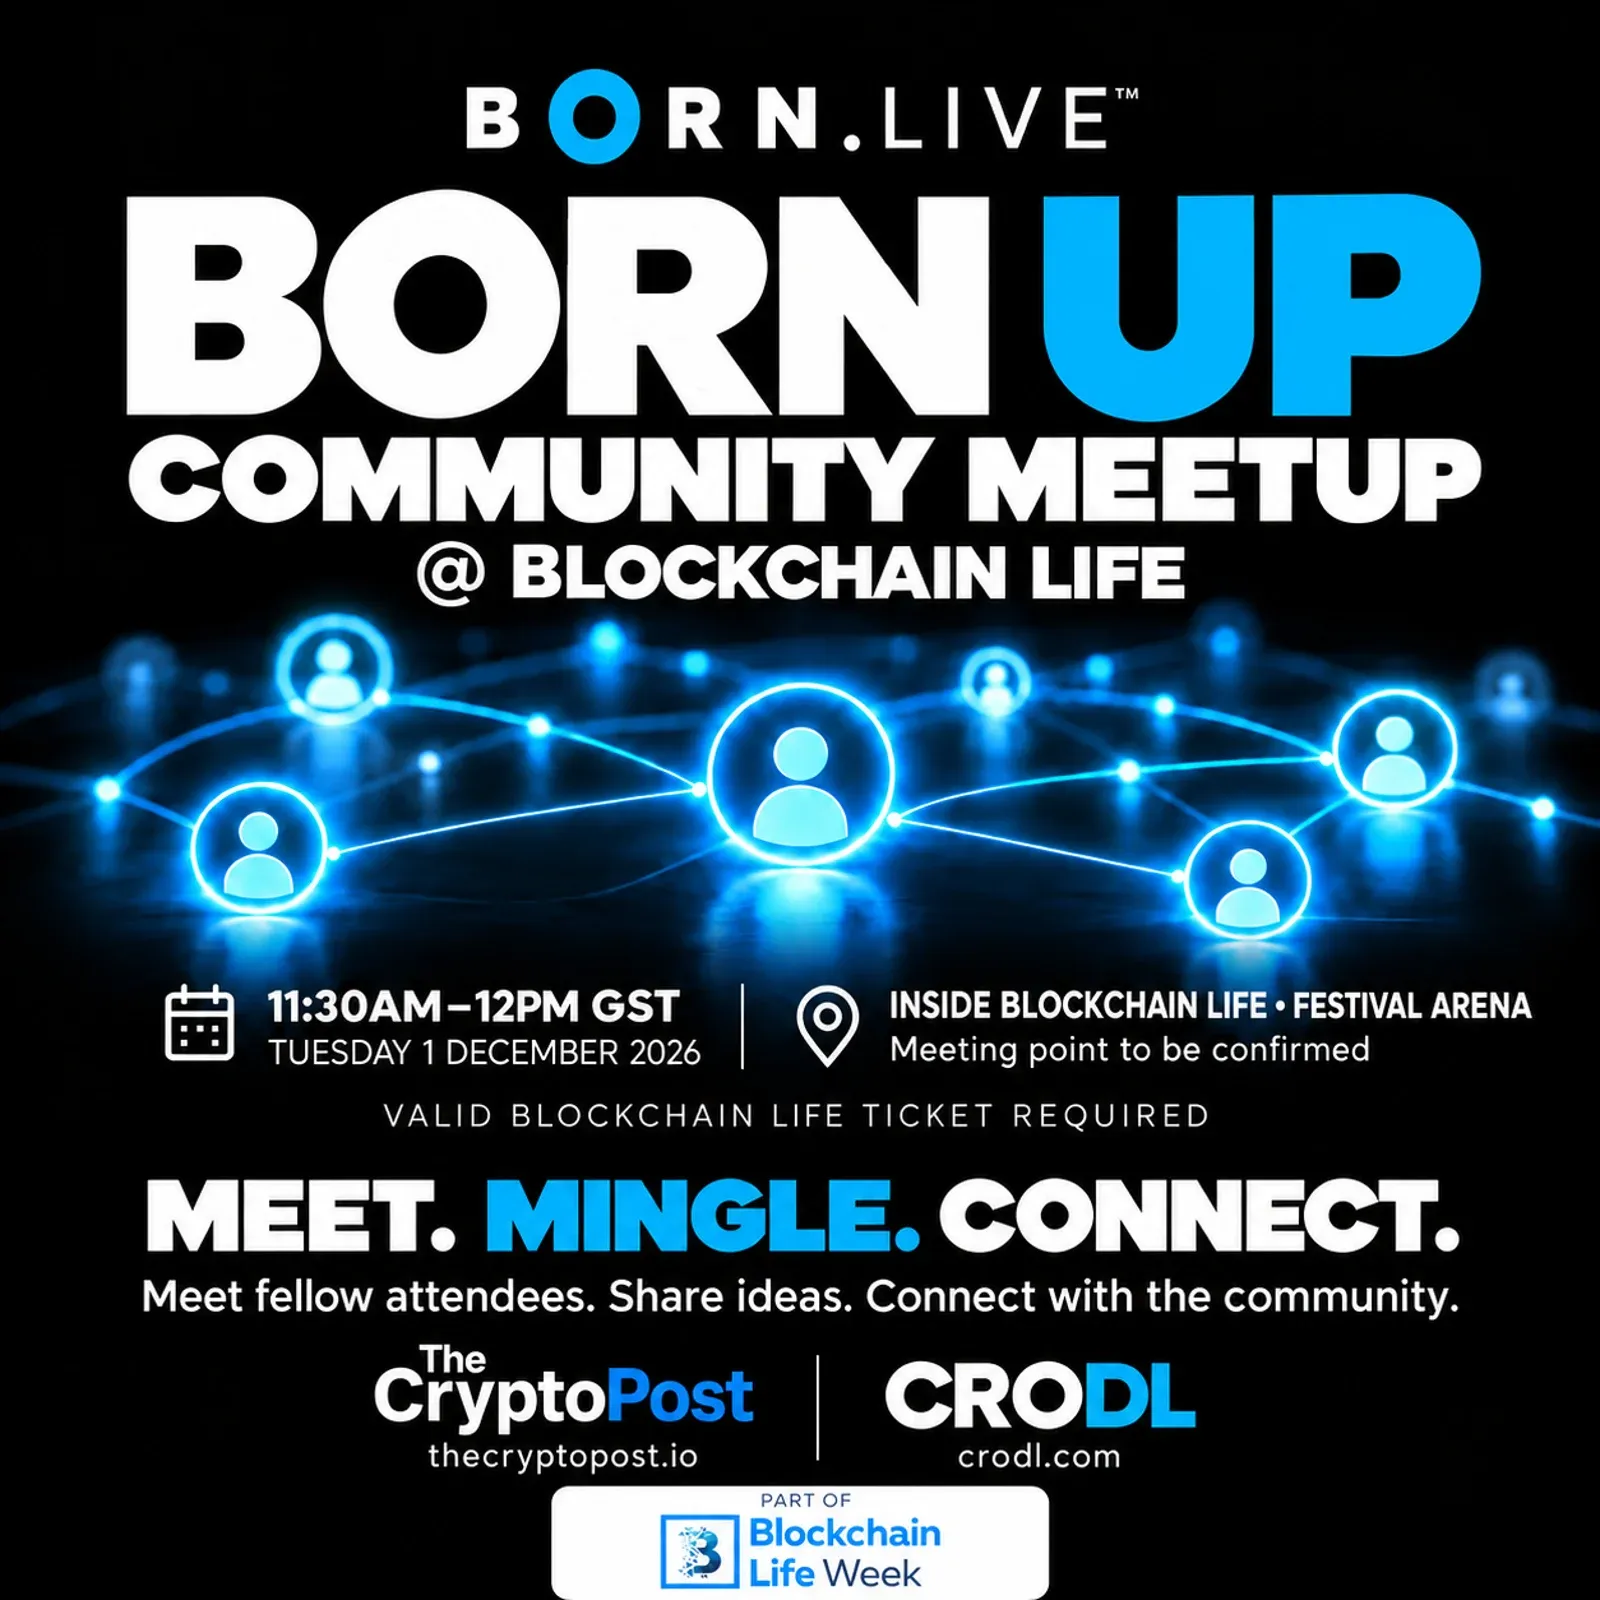 BORN.LIVE™
BORN UP
COMMUNITY MEETUP
@ BLOCKCHAIN LIFE
11:30AM–12PM GST
TUESDAY 1 DECEMBER 2026
INSIDE BLOCKCHAIN LIFE • FESTIVAL ARENA
Meeting point to be confirmed
VALID BLOCKCHAIN LIFE TICKET REQUIRED
MEET. MINGLE. CONNECT.
Meet fellow attendees. Share ideas. Connect with the community.
The
CryptoPost
thecryptopost.io
CRODL
crodl.com
PART OF
Blockchain
Life Week